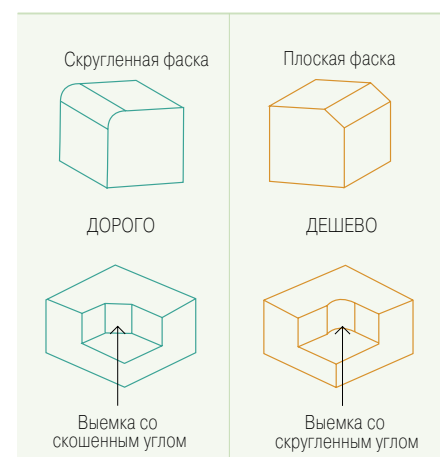 Скругленная фаска
Плоская фаска
ДОРОГО
ДЕШЕВО
Выемка со
скошенным углом
Выемка со
скругленным углом